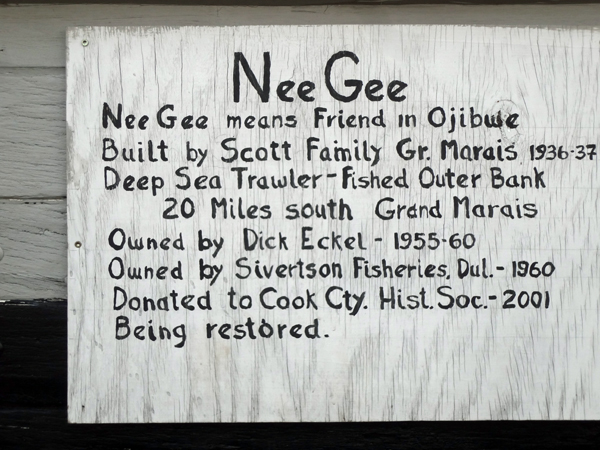 Nee Gee
Nee Gee means Friend in Ojibwe
Built by Scott Family Gr. Marais 1936-37
Deep Sea Trawler-Fished Outer Bank
20 Miles south Grand Marais
Owned by Dick Eckel - 1955-60
Owned by Sivertson Fisheries, Dul.- 1960
Donated to Cook Cty. Hist. Soc.- 2001
Being restored.